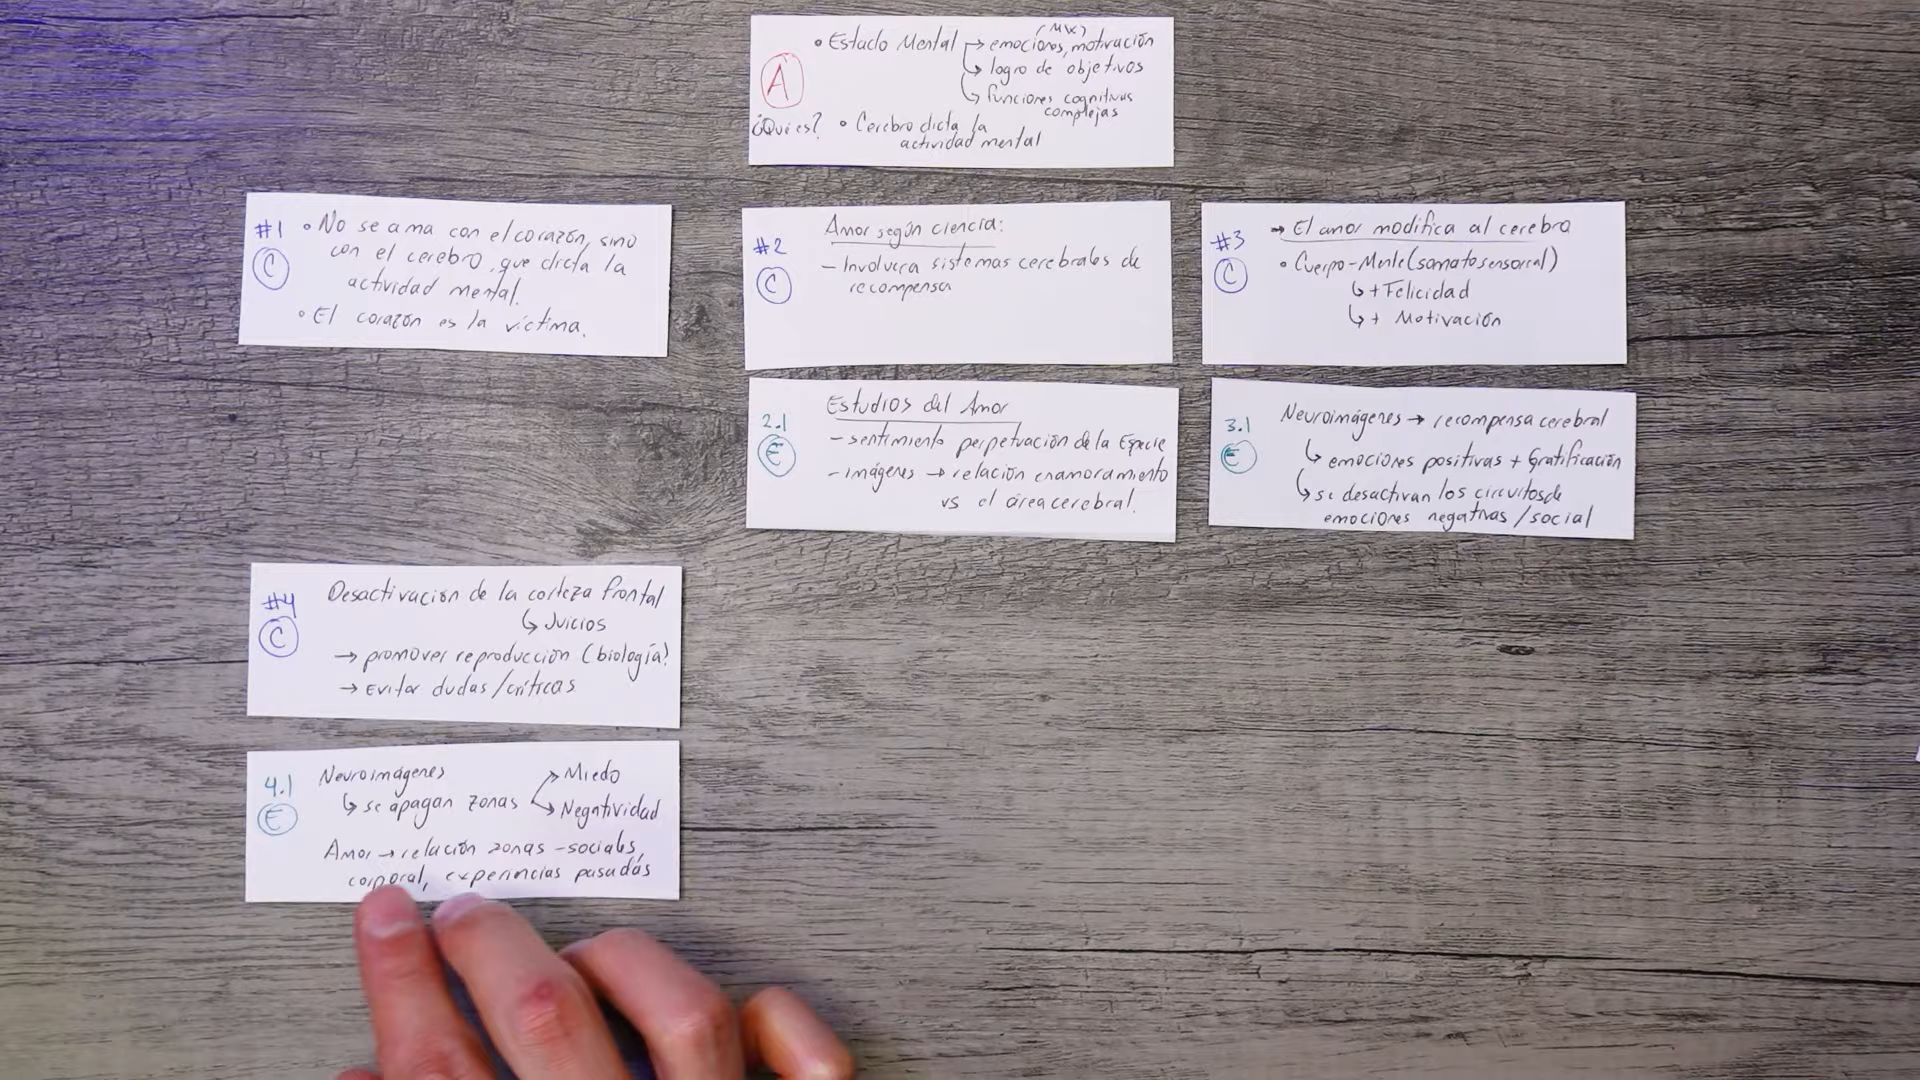 (MX)
• Estado Mental → emociones, motivación
↳ logro de objetivos
↳ funciones cognitivas
complejas
A
¿Qué es? • Cerebro dicta la
actividad mental
#1 • No se ama con el corazón, sino
con el cerebro, que dicta la
C
actividad mental.
• El corazón es la víctima.
Amor según ciencia:
#2
C
- Involucra sistemas cerebrales de
recompensa
→ El amor modifica al cerebro
#3
C
• Cuerpo-Mente (somatosensorial)
↳ + Felicidad
↳ + Motivación
Estudios del Amor
2.1
E
- sentimiento perpetuación de la Especie
- imágenes → relación enamoramiento
vs el área cerebral.
3.1
E
Neuroimágenes → recompensa cerebral
↳ emociones positivas + Gratificación
↳ se desactivan los circuitos de
emociones negativas / social
#4
C
Desactivación de la corteza frontal
↳ Juicios
→ promover reproducción (biología)
→ Evitar dudas/críticas
4.1
E
Neuroimágenes
↳ se apagan zonas → Miedo
→ Negatividad
Amor → relación zonas - sociales,
corporal, experiencias pasadas